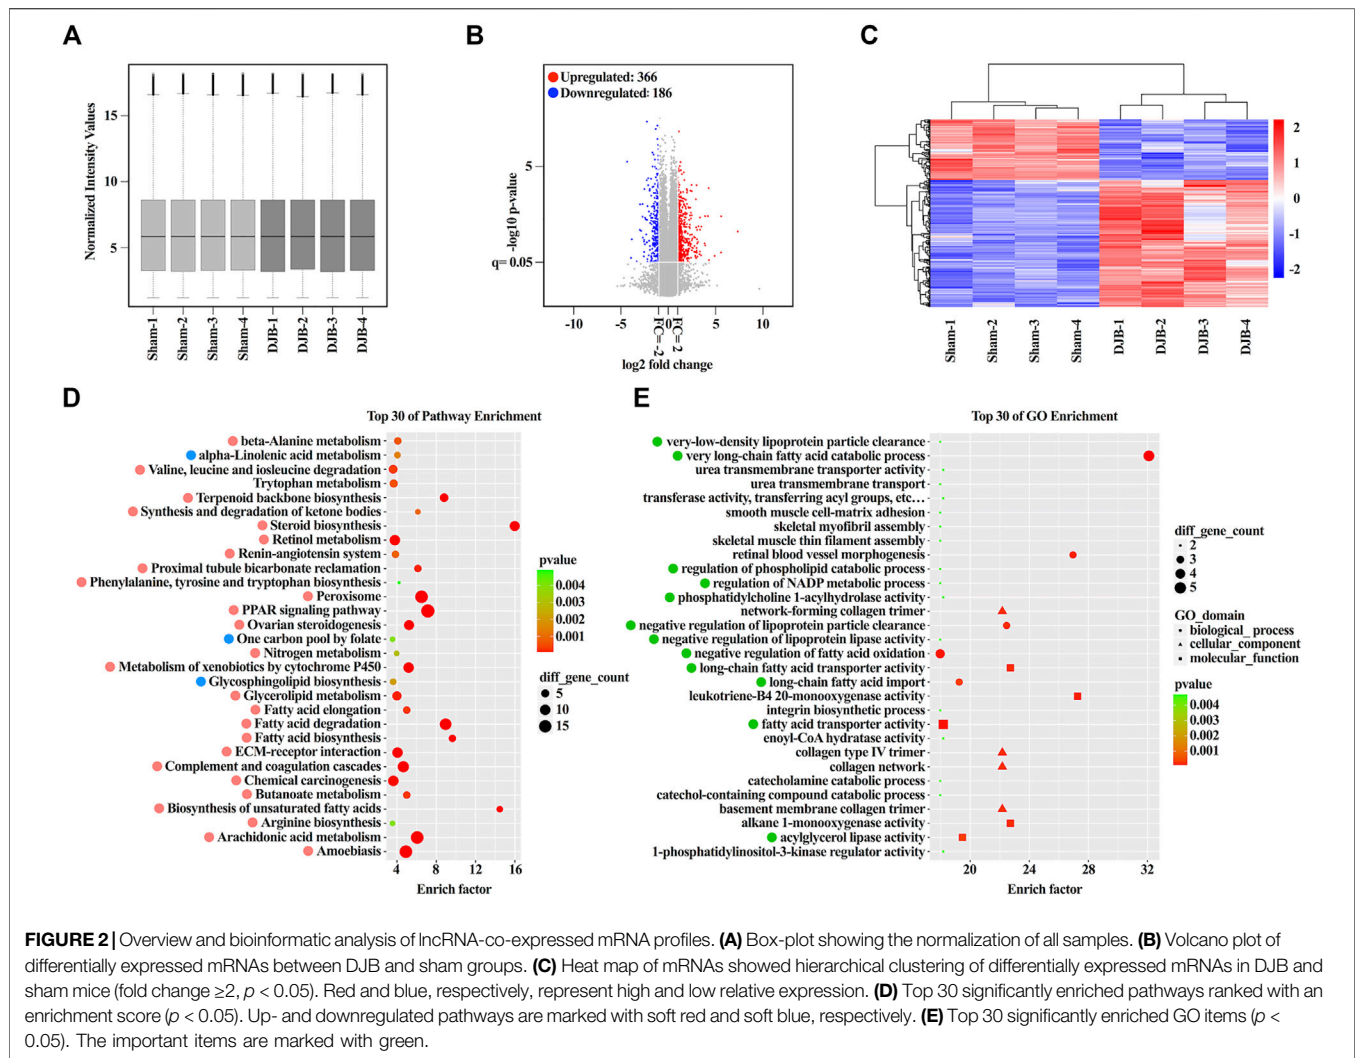 A
Normalized Intensity Values
15
10
5
Sham-1
Sham-2
Sham-3
Sham-4
DJB-1
DJB-2
DJB-3
DJB-4
B
Upregulated: 366
Downregulated: 186
-log10 p-value
5
q= 0.05
-10
-5
0
5
10
FC=-2
FC=2
log2 fold change
C
2
1
0
-1
-2
Sham-1
Sham-2
Sham-3
Sham-4
DJB-1
DJB-2
DJB-3
DJB-4
D
Top 30 of Pathway Enrichment
beta-Alanine metabolism
alpha-Linolenic acid metabolism
Valine, leucine and iosleucine degradation
Trytophan metabolism
Terpenoid backbone biosynthesis
Synthesis and degradation of ketone bodies
Steroid biosynthesis
Retinol metabolism
Renin-angiotensin system
Proximal tubule bicarbonate reclamation
Phenylalanine, tyrosine and tryptophan biosynthesis
Peroxisome
PPAR signaling pathway
Ovarian steroidogenesis
One carbon pool by folate
Nitrogen metabolism
Metabolism of xenobiotics by cytochrome P450
Glycosphingolipid biosynthesis
Glycerolipid metabolism
Fatty acid elongation
Fatty acid degradation
Fatty acid biosynthesis
ECM-receptor interaction
Complement and coagulation cascades
Chemical carcinogenesis
Butanoate metabolism
Biosynthesis of unsaturated fatty acids
Arginine biosynthesis
Arachidonic acid metabolism
Amoebiasis
4
8
12
16
Enrich factor
pvalue
0.004
0.003
0.002
0.001
diff_gene_count
5
10
15
E
Top 30 of GO Enrichment
very-low-density lipoprotein particle clearance
very long-chain fatty acid catabolic process
urea transmembrane transporter activity
urea transmembrane transport
transferase activity, transferring acyl groups, etc...
smooth muscle cell-matrix adhesion
skeletal myofibril assembly
skeletal muscle thin filament assembly
retinal blood vessel morphogenesis
regulation of phospholipid catabolic process
regulation of NADP metabolic process
phosphatidylcholine 1-acylhydrolase activity
network-forming collagen trimer
negative regulation of lipoprotein particle clearance
negative regulation of lipoprotein lipase activity
negative regulation of fatty acid oxidation
long-chain fatty acid transporter activity
long-chain fatty acid import
leukotriene-B4 20-monooxygenase activity
integrin biosynthetic process
fatty acid transporter activity
enoyl-CoA hydratase activity
collagen type IV trimer
collagen network
catecholamine catabolic process
catechol-containing compound catabolic process
basement membrane collagen trimer
alkane 1-monooxygenase activity
acylglycerol lipase activity
1-phosphatidylinositol-3-kinase regulator activity
20
24
28
32
Enrich factor
diff_gene_count
2
3
4
5
GO_domain
biological_ process
cellular_component
molecular_function
pvalue
0.004
0.003
0.002
0.001
FIGURE 2 | Overview and bioinformatic analysis of lncRNA-co-expressed mRNA profiles. (A) Box-plot showing the normalization of all samples. (B) Volcano plot of
differentially expressed mRNAs between DJB and sham groups. (C) Heat map of mRNAs showed hierarchical clustering of differentially expressed mRNAs in DJB and
sham mice (fold change ≥2, p < 0.05). Red and blue, respectively, represent high and low relative expression. (D) Top 30 significantly enriched pathways ranked with an
enrichment score (p < 0.05). Up- and downregulated pathways are marked with soft red and soft blue, respectively. (E) Top 30 significantly enriched GO items (p <
0.05). The important items are marked with green.